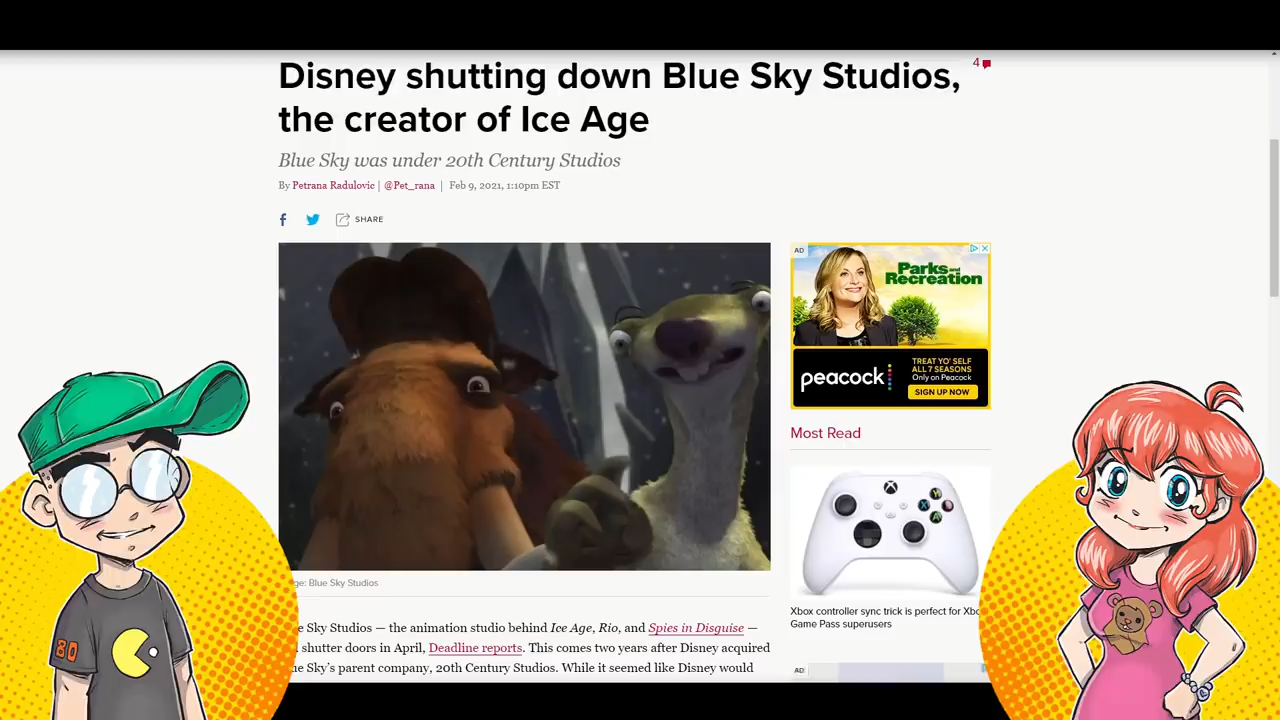 Disney shutting down Blue Sky Studios,
the creator of Ice Age
4
Blue Sky was under 20th Century Studios
By Petrana Radulovic | @Pet_rana | Feb 9, 2021, 1:10pm EST
SHARE
AD
Parks and
Recreation
peacock
TREAT YO' SELF
ALL 7 SEASONS
Only on Peacock
SIGN UP NOW
Most Read
Y
X
B
A
Xbox controller sync trick is perfect for Xbo
Game Pass superusers
AD
ge: Blue Sky Studios
e Sky Studios — the animation studio behind Ice Age, Rio, and Spies in Disguise —
l shutter doors in April, Deadline reports. This comes two years after Disney acquired
ue Sky's parent company, 20th Century Studios. While it seemed like Disney would
80